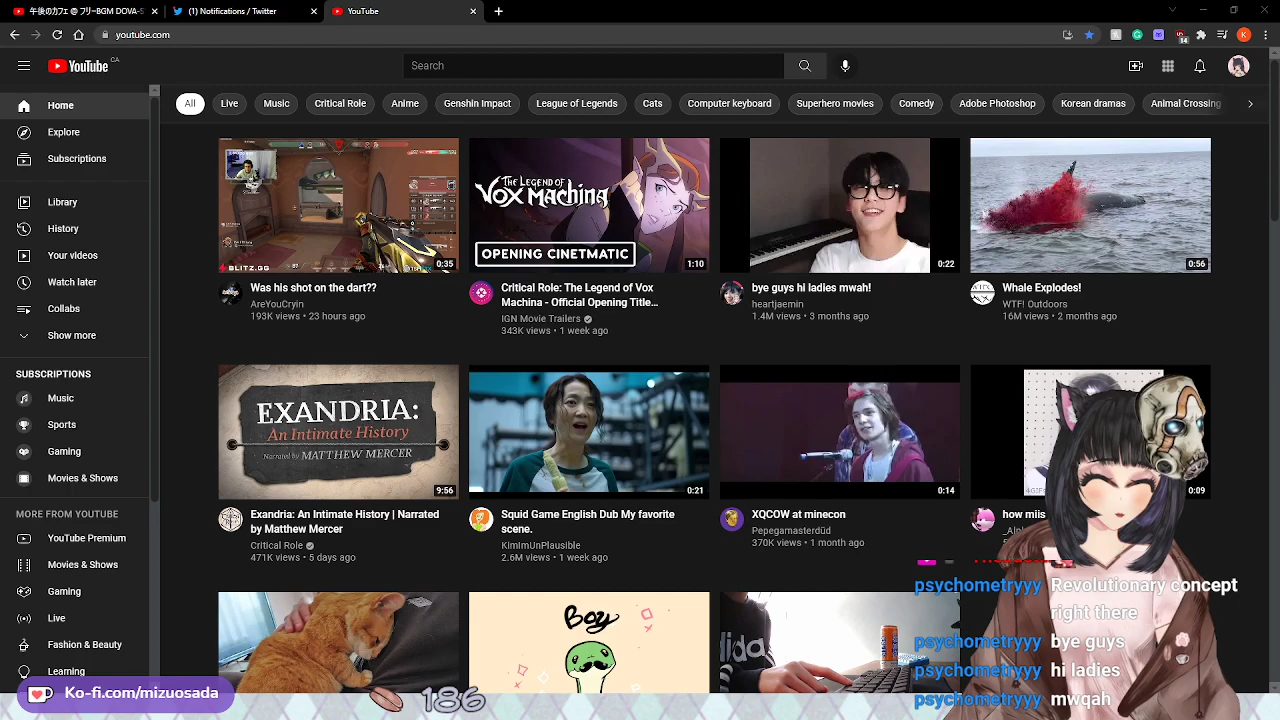 午後のカフェ @ フリーBGM DOVA-S
(1) Notifications / Twitter
YouTube
youtube.com
YouTube CA
Search
Home
Explore
Subscriptions
Library
History
Your videos
Watch later
Collabs
Show more
SUBSCRIPTIONS
Music
Sports
Gaming
Movies & Shows
MORE FROM YOUTUBE
YouTube Premium
Movies & Shows
Gaming
Live
Fashion & Beauty
Learning
All
Live
Music
Critical Role
Anime
Genshin Impact
League of Legends
Cats
Computer keyboard
Superhero movies
Comedy
Adobe Photoshop
Korean dramas
Animal Crossing
BLITZ.GG
0:35
Was his shot on the dart??
AreYouCryin
193K views • 23 hours ago
THE LEGEND OF
VOX MACHINA
OPENING CINETMATIC
1:10
Critical Role: The Legend of Vox
Machina - Official Opening Title...
IGN Movie Trailers
343K views • 1 week ago
0:22
bye guys hi ladies mwah!
heartjaemin
1.4M views • 3 months ago
0:56
Whale Explodes!
WTF! Outdoors
16M views • 2 months ago
EXANDRIA:
An Intimate History
Narrated by MATTHEW MERCER
9:56
Exandria: An Intimate History | Narrated
by Matthew Mercer
Critical Role
471K views • 5 days ago
0:21
Squid Game English Dub My favorite
scene.
KimImUnPlausible
2.6M views • 1 week ago
0:14
XQCOW at minecon
Pepegamasterdüd
370K views • 1 month ago
0:09
how mis
Boy
psychometryyy Revolutionary concept
right there
psychometryyy bye guys
psychometryyy hi ladies
psychometryyy mwqah
Ko-fi.com/mizuosada
186